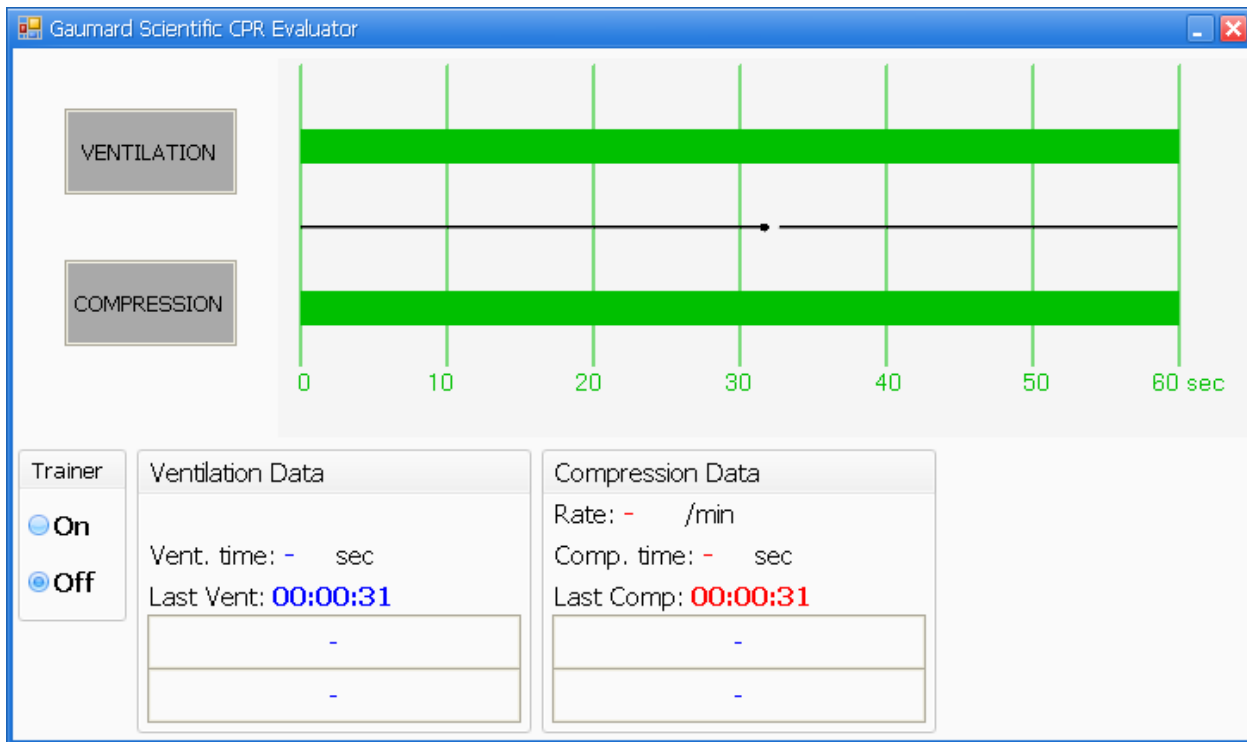 Gaumard Scientific CPR Evaluator
VENTILATION
COMPRESSION
0 10 20 30 40 50 60 sec
Trainer
On
Off
Ventilation Data
Vent. time: - sec
Last Vent: 00:00:31
-
-
Compression Data
Rate: - /min
Comp. time: - sec
Last Comp: 00:00:31
-
-